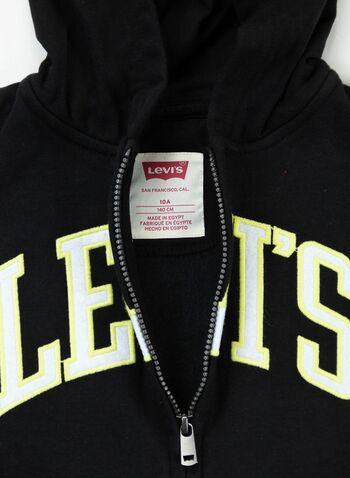 LEVI'S
SAN FRANCISCO, CAL.
10A
140 CM
MADE IN EGYPT
FABRIQUÉ EN ÉGYPTE
HECHO EN EGIPTO
LEVI'S